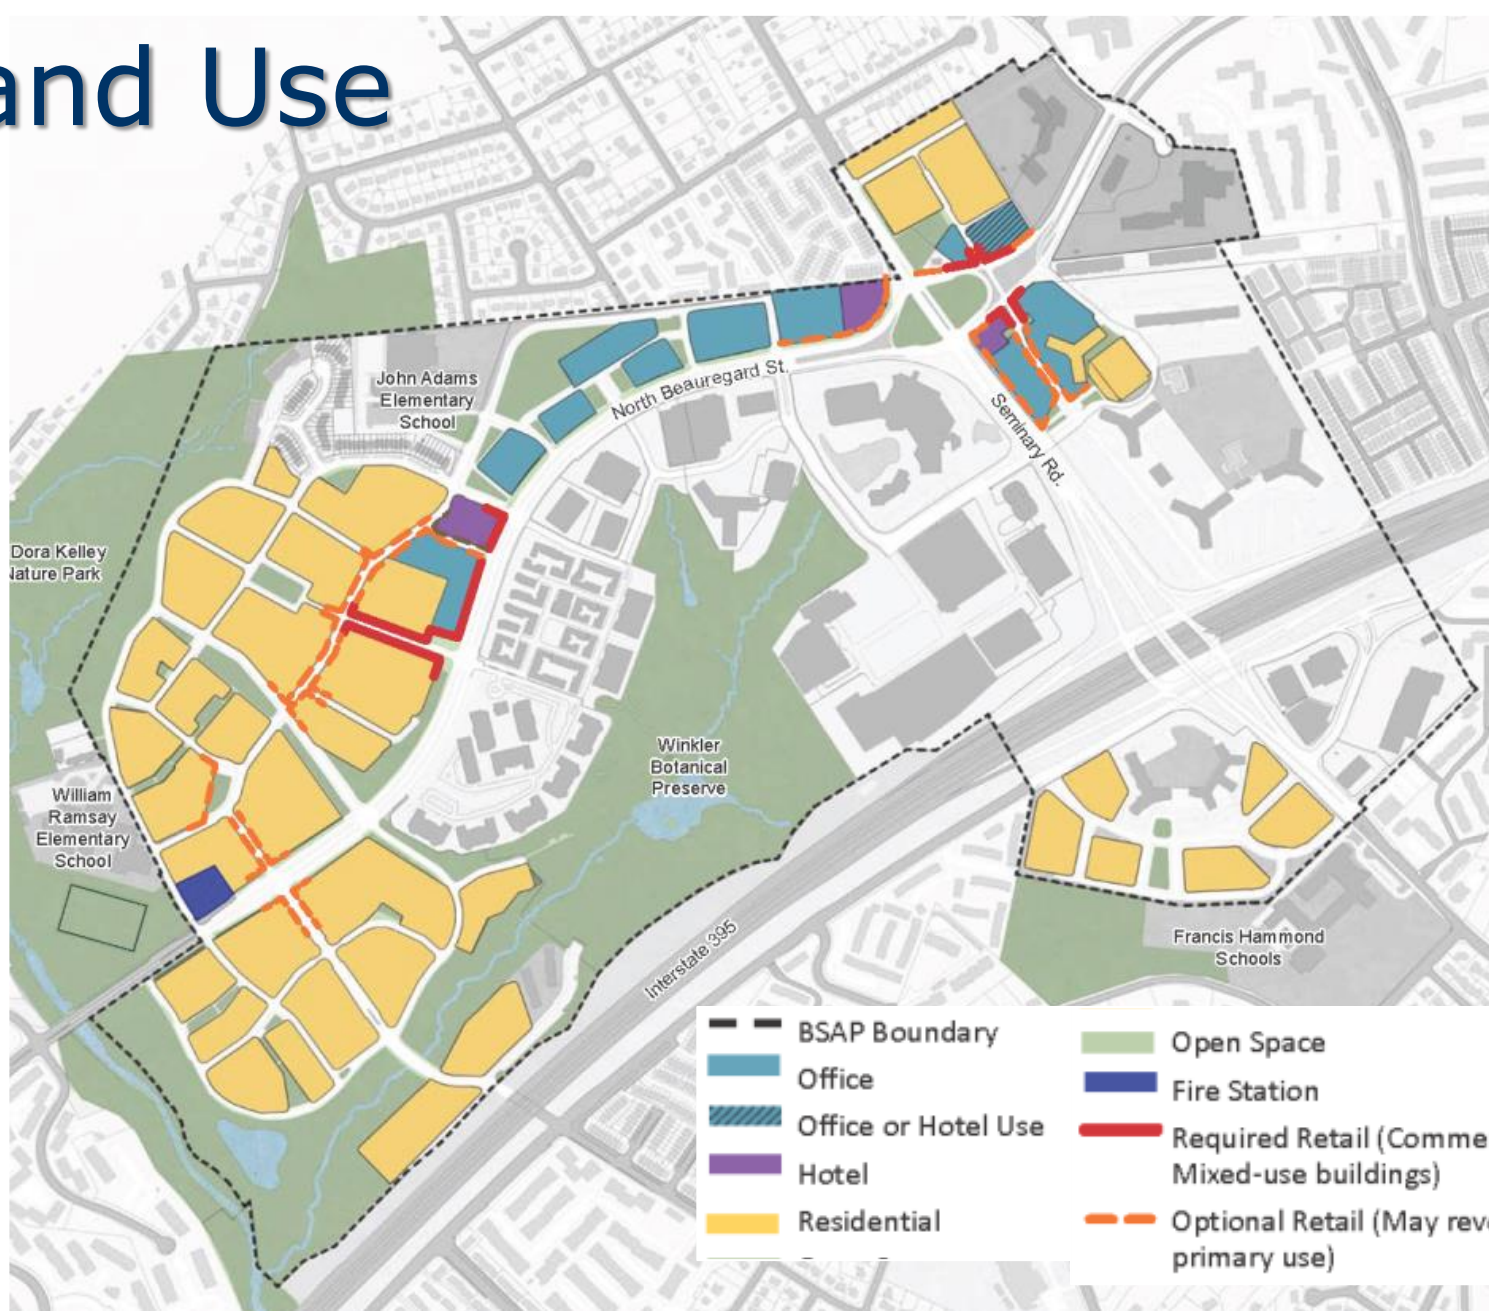 and Use
John Adams
Elementary
School
North Beauregard St.
Seminary Rd.
Dora Kelley
Nature Park
Winkler
Botanical
Preserve
William
Ramsay
Elementary
School
Interstate 395
Francis Hammond
Schools
BSAP Boundary
Office
Office or Hotel Use
Hotel
Residential
Open Space
Fire Station
Required Retail (Comme
Mixed-use buildings)
Optional Retail (May rev
primary use)